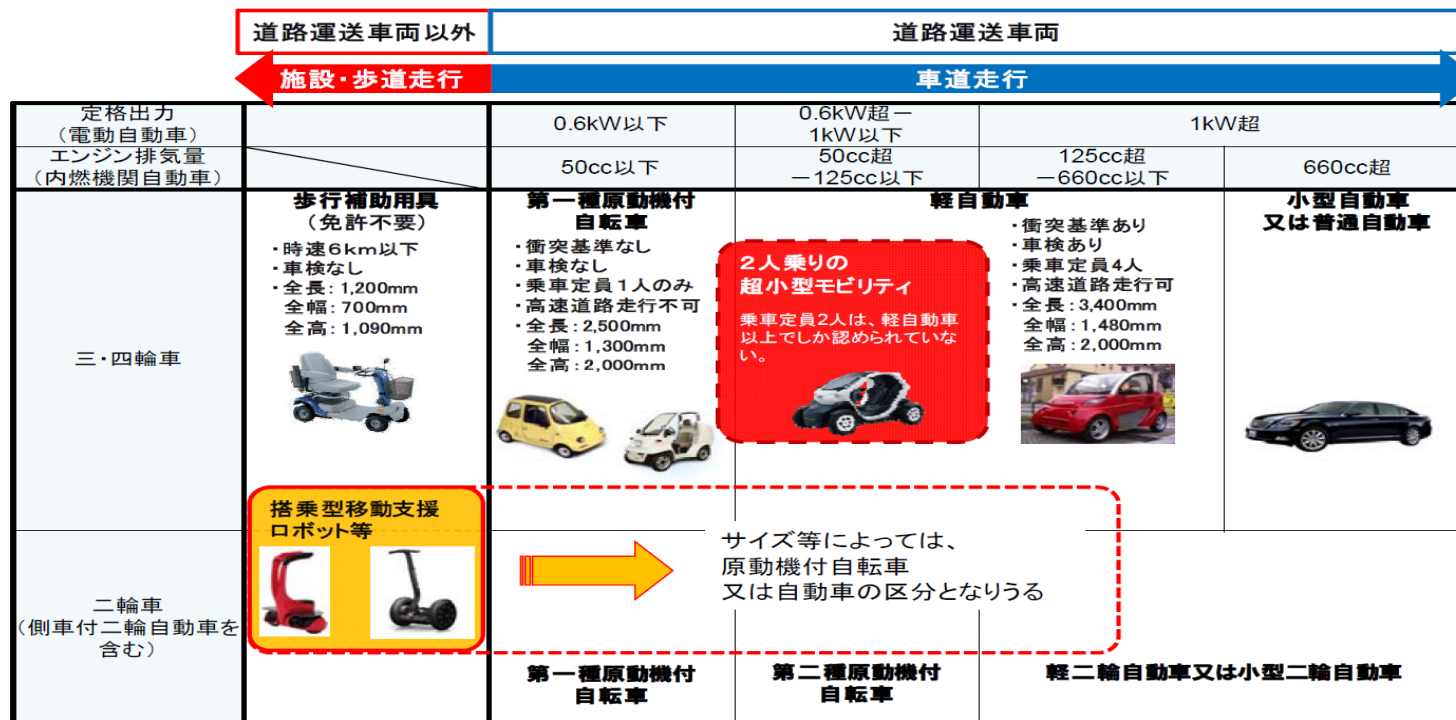 道路運送車両以外
道路運送車両
施設・歩道走行
車道走行
定格出力
（電動自動車）
0.6kW以下
0.6kW超－
1kW以下
1kW超
エンジン排気量
（内燃機関自動車）
50cc以下
50cc超
－125cc以下
125cc超
－660cc以下
660cc超
三・四輪車
歩行補助用具
（免許不要）
・時速６km以下
・車検なし
・全長：1,200mm
全幅：700mm
全高：1,090mm
第一種原動機付
自転車
・衝突基準なし
・車検なし
・乗車定員１人のみ
・高速道路走行不可
・全長：2,500mm
全幅：1,300mm
全高：2,000mm
軽自動車
２人乗りの
超小型モビリティ
乗車定員2人は、軽自動車
以上でしか認められていな
い。
・衝突基準あり
・車検あり
・乗車定員4人
・高速道路走行可
・全長：3,400mm
全幅：1,480mm
全高：2,000mm
小型自動車
又は普通自動車
搭乗型移動支援
ロボット等
サイズ等によっては、
原動機付自転車
又は自動車の区分となりうる
二輪車
（側車付二輪自動車を
含む）
第一種原動機付
自転車
第二種原動機付
自転車
軽二輪自動車又は小型二輪自動車